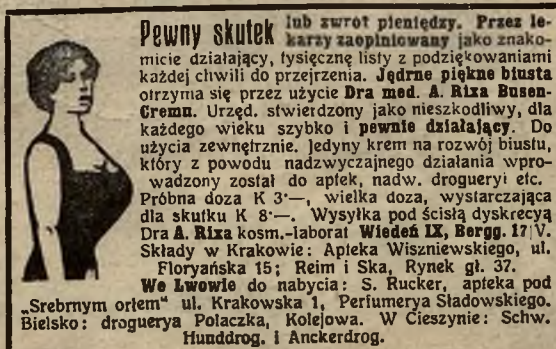 Pewny skutek lub zwrot pieniędzy. Przez le-
karzy zaopiniowany jako znako-
micie działający, tysięczne listy z podziękowaniami
każdej chwili do przejrzenia. Jędrne piękne biusta
otrzyma się przez użycie Dra med. A. Rixa Busen-
Cremu. Urzęd. stwierdzony jako nieszkodliwy, dla
każdego wieku szybko i pewnie działający. Do
użycia zewnętrznie. Jedyny krem na rozwój biustu,
który z powodu nadzwyczajnego działania wpro-
wadzony został do aptek, nadw. drogueryi etc.
Próbna doza K 3·—, wielka doza, wystarczająca
dla skutku K 8·—. Wysyłka pod ścisłą dyskrecyą
Dra A. Rixa kosm.-laborat Wiedeń IX, Bergg. 17/V.
Składy w Krakowie: Apteka Wiszniewskiego, ul.
Floryańska 15; Reim i Ska, Rynek gł. 37.
We Lwowie do nabycia: S. Rucker, apteka pod
„Srebrnym orłem" ul. Krakowska 1, Perfumerya Sładowskiego.
Bielsko: droguerya Polaczka, Kolejowa. W Cieszynie: Schw.
Hunddrog. i Anckerdrog.